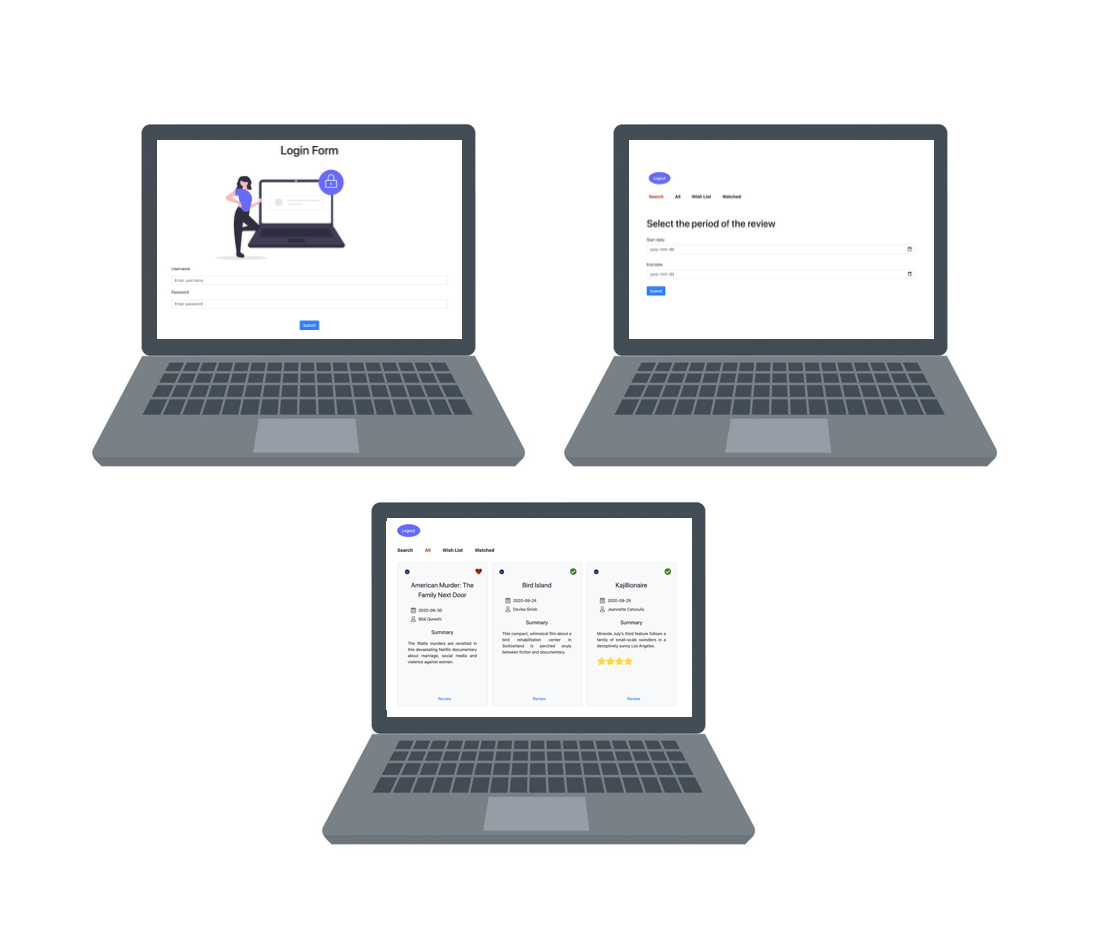 Login Form
Username
Enter username
Password
Enter password
Submit
Logout
Search All Wish List Watched
Select the period of the review
Start date
yyyy-mm-dd
End date
yyyy-mm-dd
Submit
Logout
Search All Wish List Watched
American Murder: The
Family Next Door
2020-09-30
Bilal Qureshi
Summary
The Watts murders are revisited in
this devastating Netflix documentary
about marriage, social media and
violence against women.
Review
Bird Island
2020-09-24
Devika Girish
Summary
This compact, whimsical film about a
bird rehabilitation center in
Switzerland is perched wryly
between fiction and documentary.
Review
Kajillionaire
2020-09-25
Jeannette Catsoulis
Summary
Miranda July's third feature follows a
family of small-scale swindlers in a
deceptively sunny Los Angeles.
Review